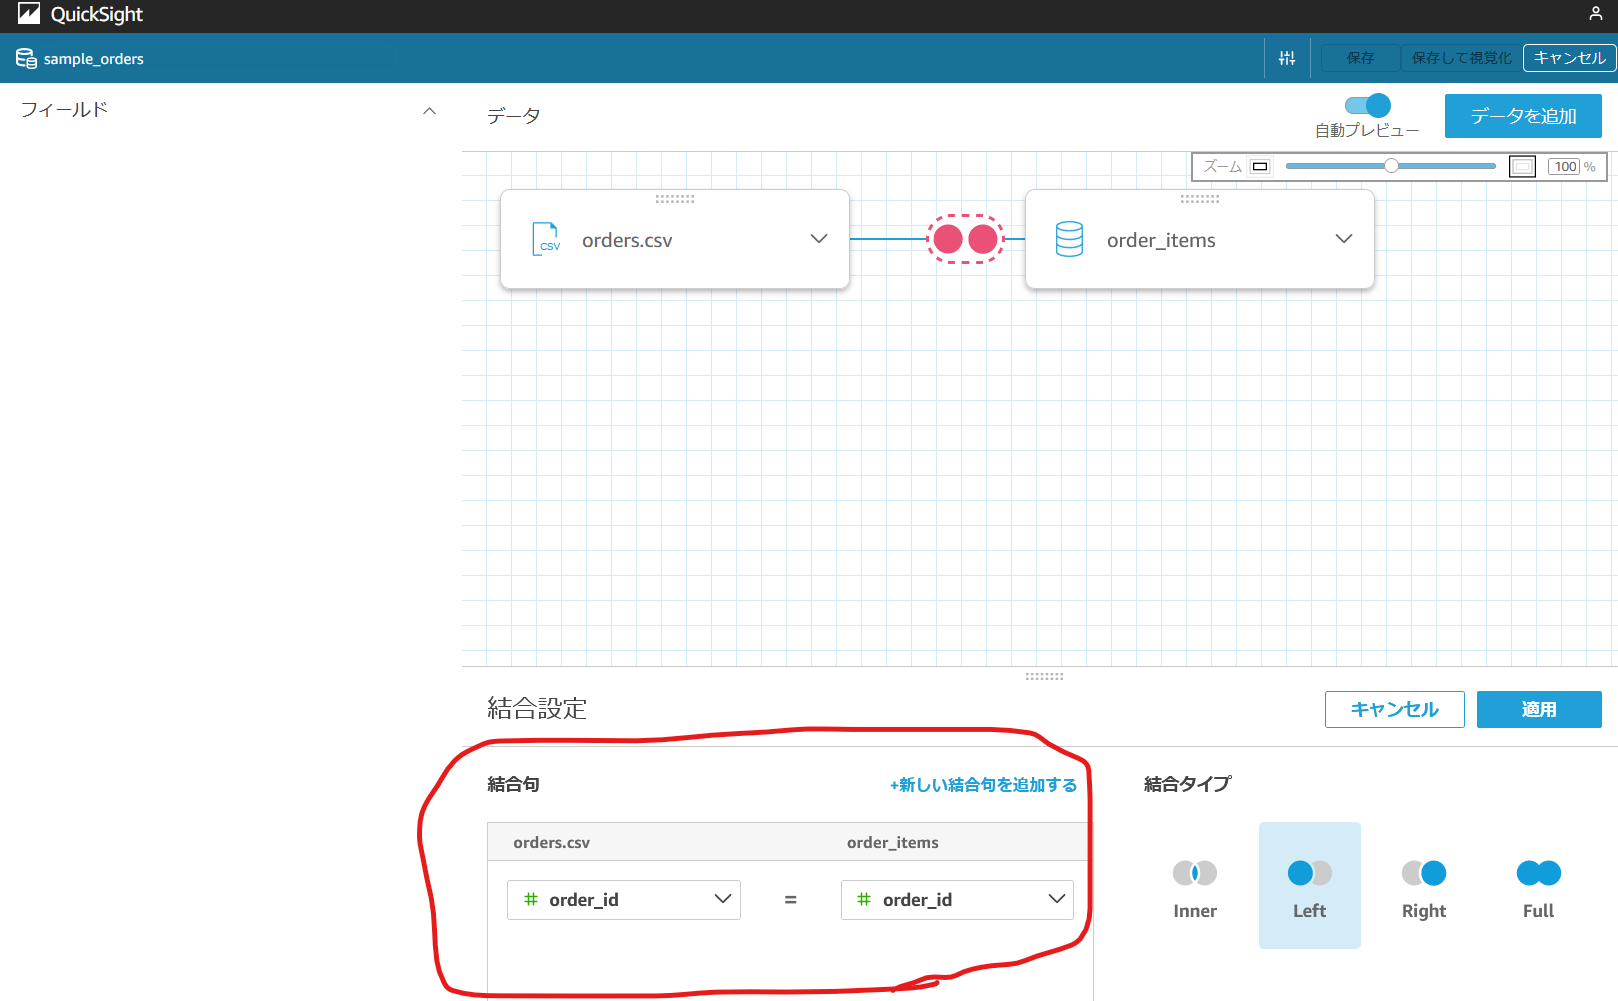 QuickSight
sample_orders
保存
保存して視覚化
キャンセル
フィールド
データ
自動プレビュー
データを追加
ズーム
100 %
CSV
orders.csv
order_items
結合設定
キャンセル
適用
結合句
+新しい結合句を追加する
結合タイプ
orders.csv
order_items
# order_id
=
# order_id
Inner
Left
Right
Full